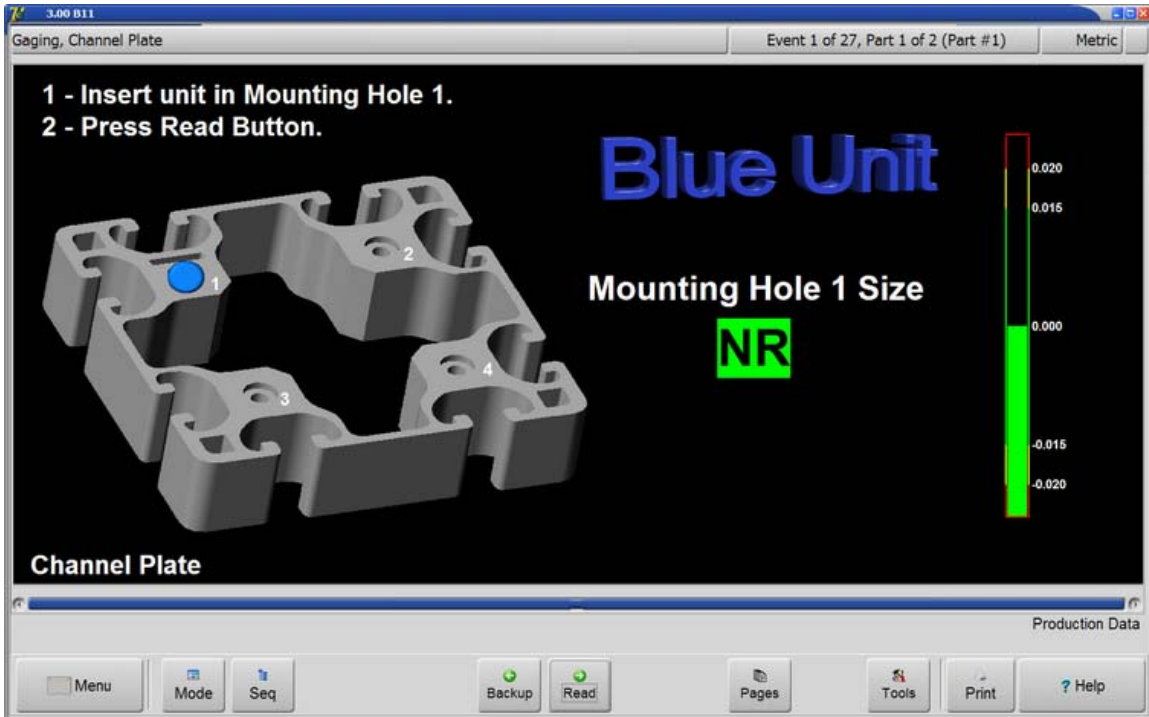 3.00 B11
Gaging, Channel Plate
Event 1 of 27, Part 1 of 2 (Part #1)
Metric
1 - Insert unit in Mounting Hole 1.
2 - Press Read Button.
Blue Unit
0.020
0.015
1
2
Mounting Hole 1 Size
NR
0.000
3
4
-0.015
-0.020
Channel Plate
Production Data
Menu
Mode
Seq
Backup
Read
Pages
Tools
Print
? Help